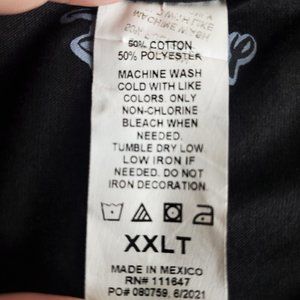 50% COTTON
50% POLYESTER
MACHINE WASH
COLD WITH LIKE
COLORS. ONLY
NON-CHLORINE
BLEACH WHEN
NEEDED.
TUMBLE DRY LOW.
LOW IRON IF
NEEDED. DO NOT
IRON DECORATION.
XXLT
MADE IN MEXICO
RN# 111647
PO# 080759, 6/2021